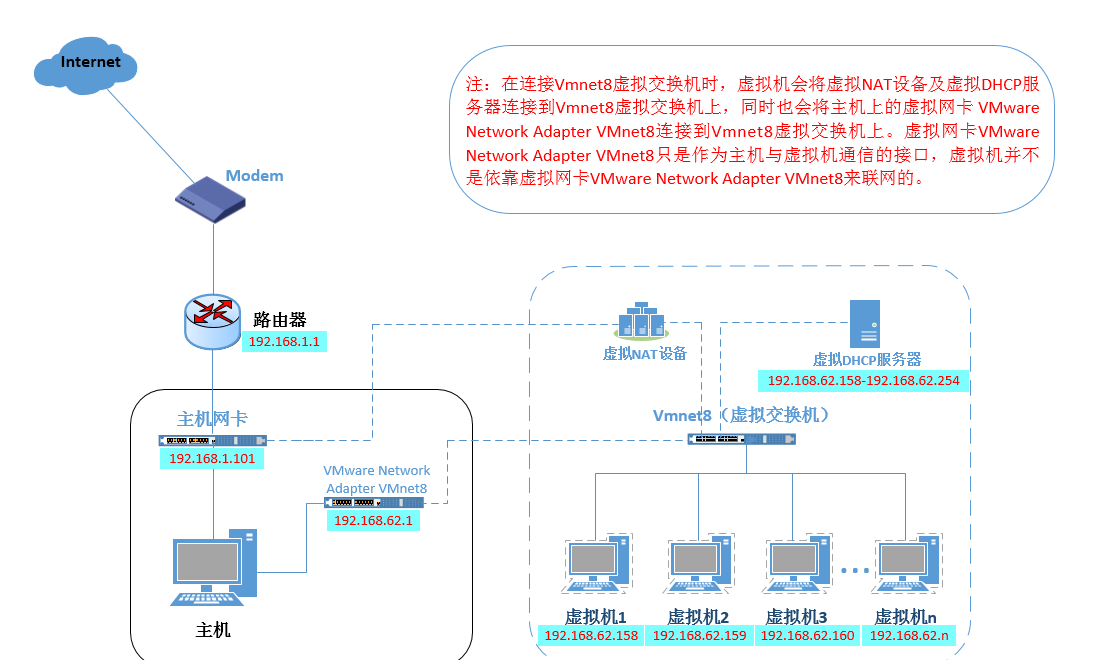 Internet
注：在连接Vmnet8虚拟交换机时，虚拟机会将虚拟NAT设备及虚拟DHCP服
务器连接到Vmnet8虚拟交换机上，同时也会将主机上的虚拟网卡 VMware
Network Adapter VMnet8连接到Vmnet8虚拟交换机上。虚拟网卡VMware
Network Adapter VMnet8只是作为主机与虚拟机通信的接口，虚拟机并不
是依靠虚拟网卡VMware Network Adapter VMnet8来联网的。
Modem
路由器
192.168.1.1
虚拟NAT设备
虚拟DHCP服务器
192.168.62.158-192.168.62.254
主机网卡
192.168.1.101
Vmnet8（虚拟交换机）
VMware Network
Adapter VMnet8
192.168.62.1
主机
虚拟机1
192.168.62.158
虚拟机2
192.168.62.159
虚拟机3
192.168.62.160
虚拟机n
192.168.62.n